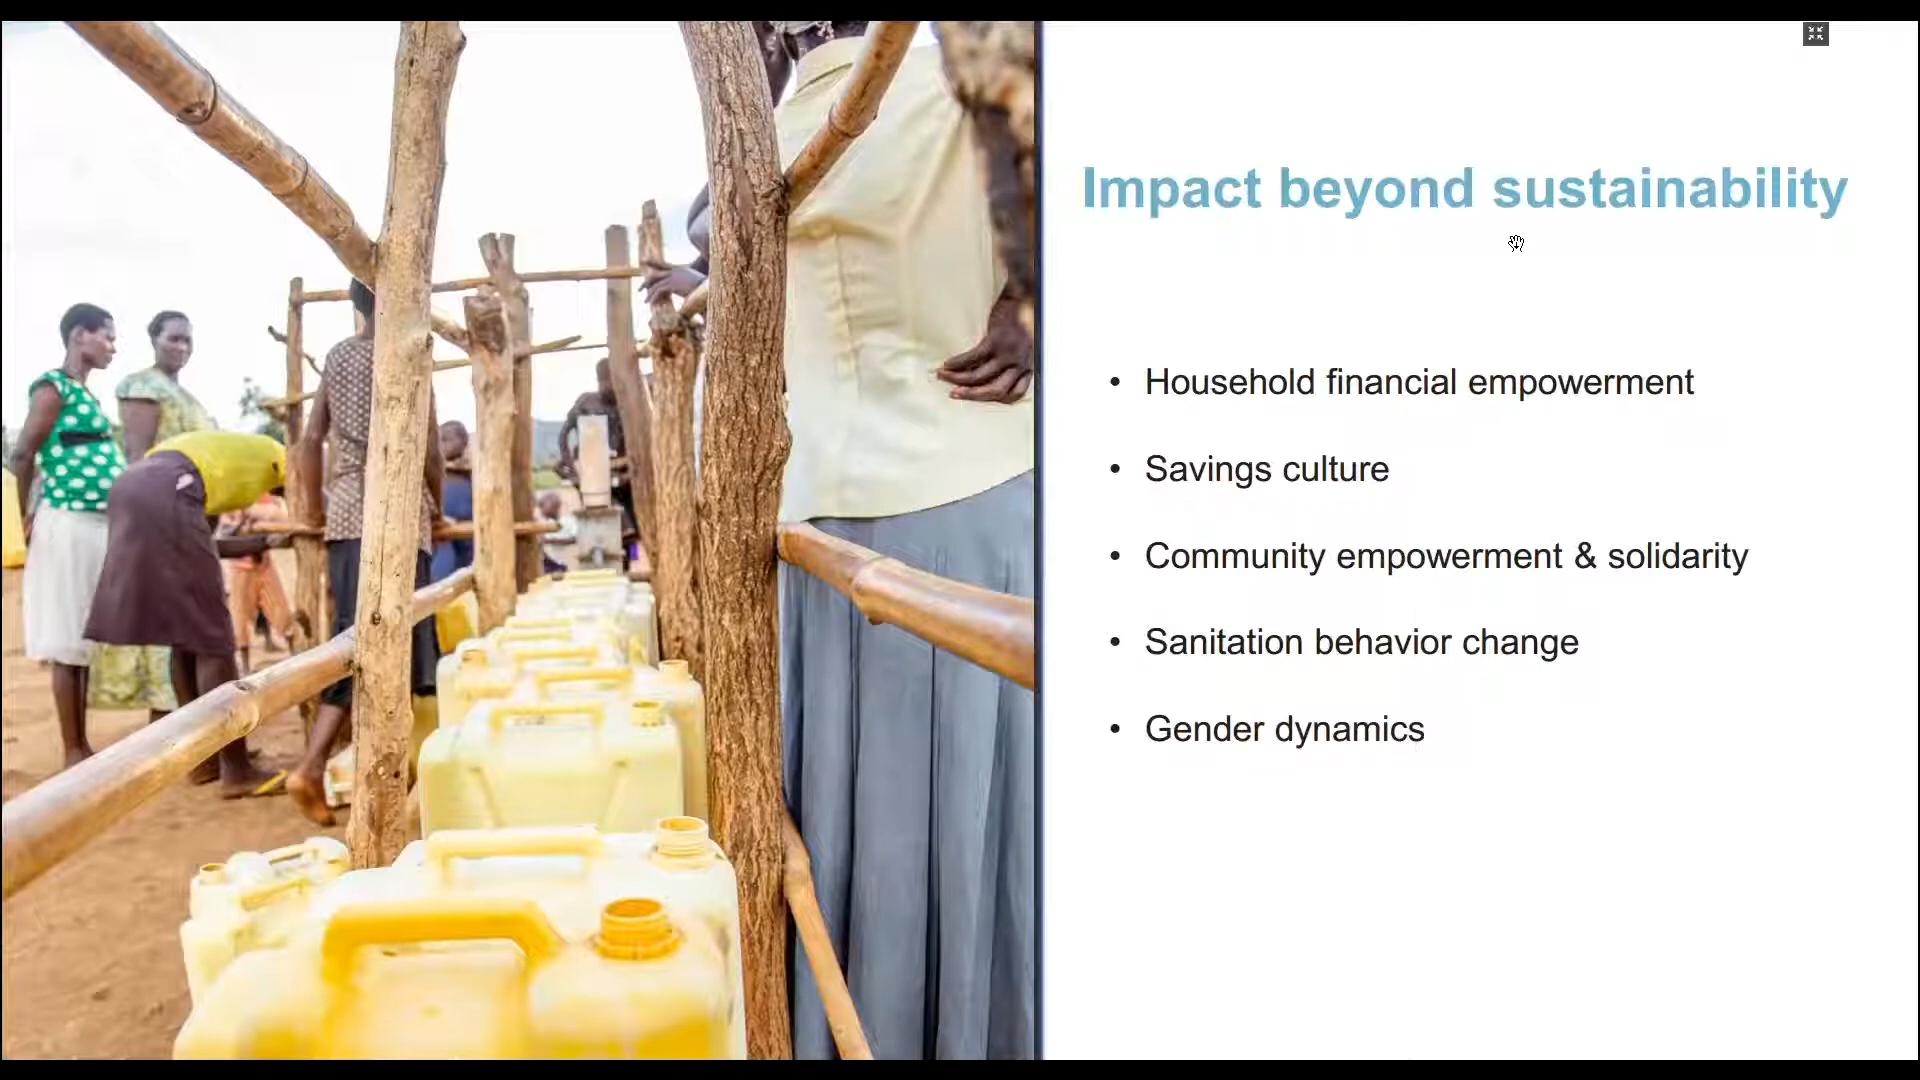 Impact beyond sustainability
• Household financial empowerment
• Savings culture
• Community empowerment & solidarity
• Sanitation behavior change
• Gender dynamics